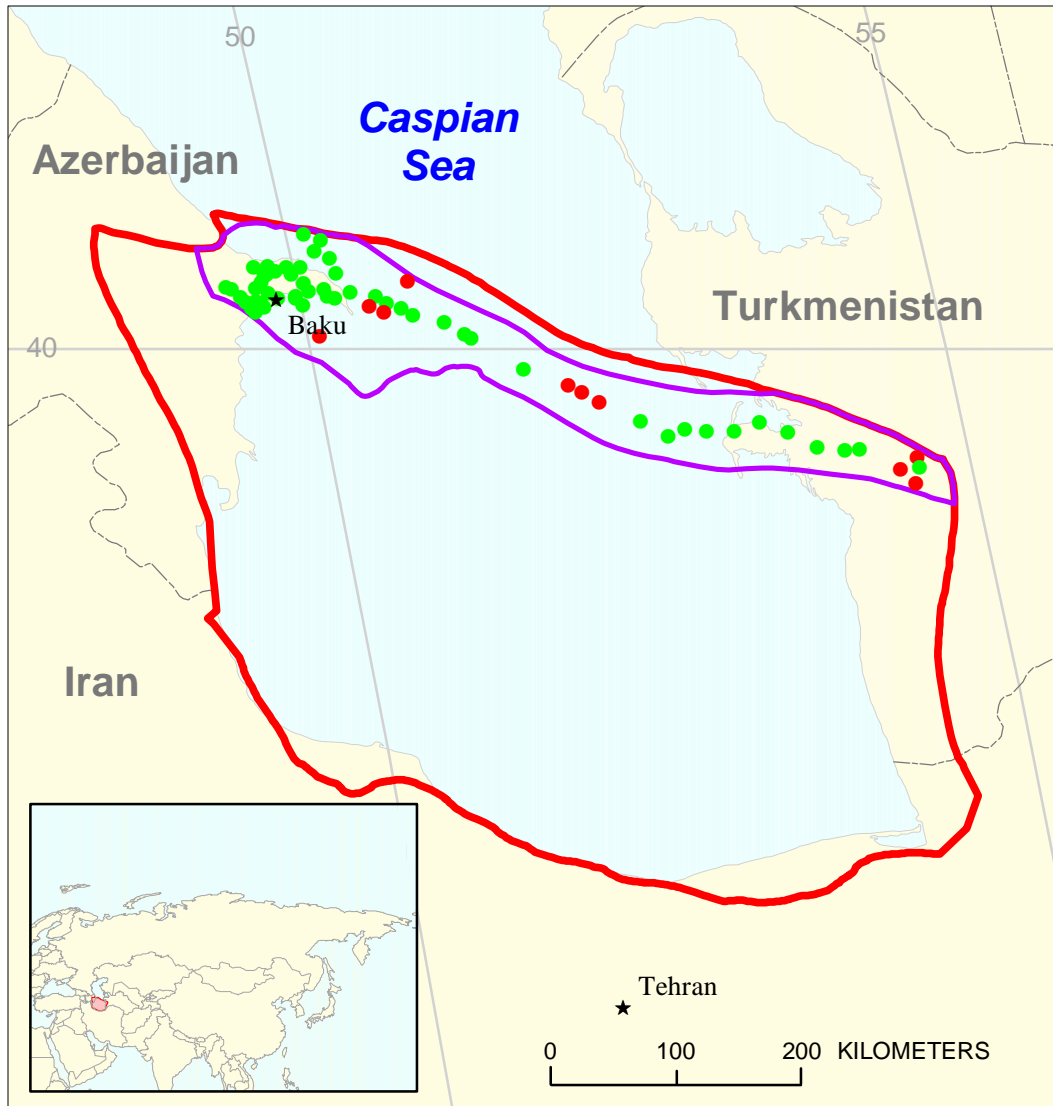 50
55
Caspian
Sea
Azerbaijan
Turkmenistan
Baku
40
Iran
Tehran
0 100 200 KILOMETERS